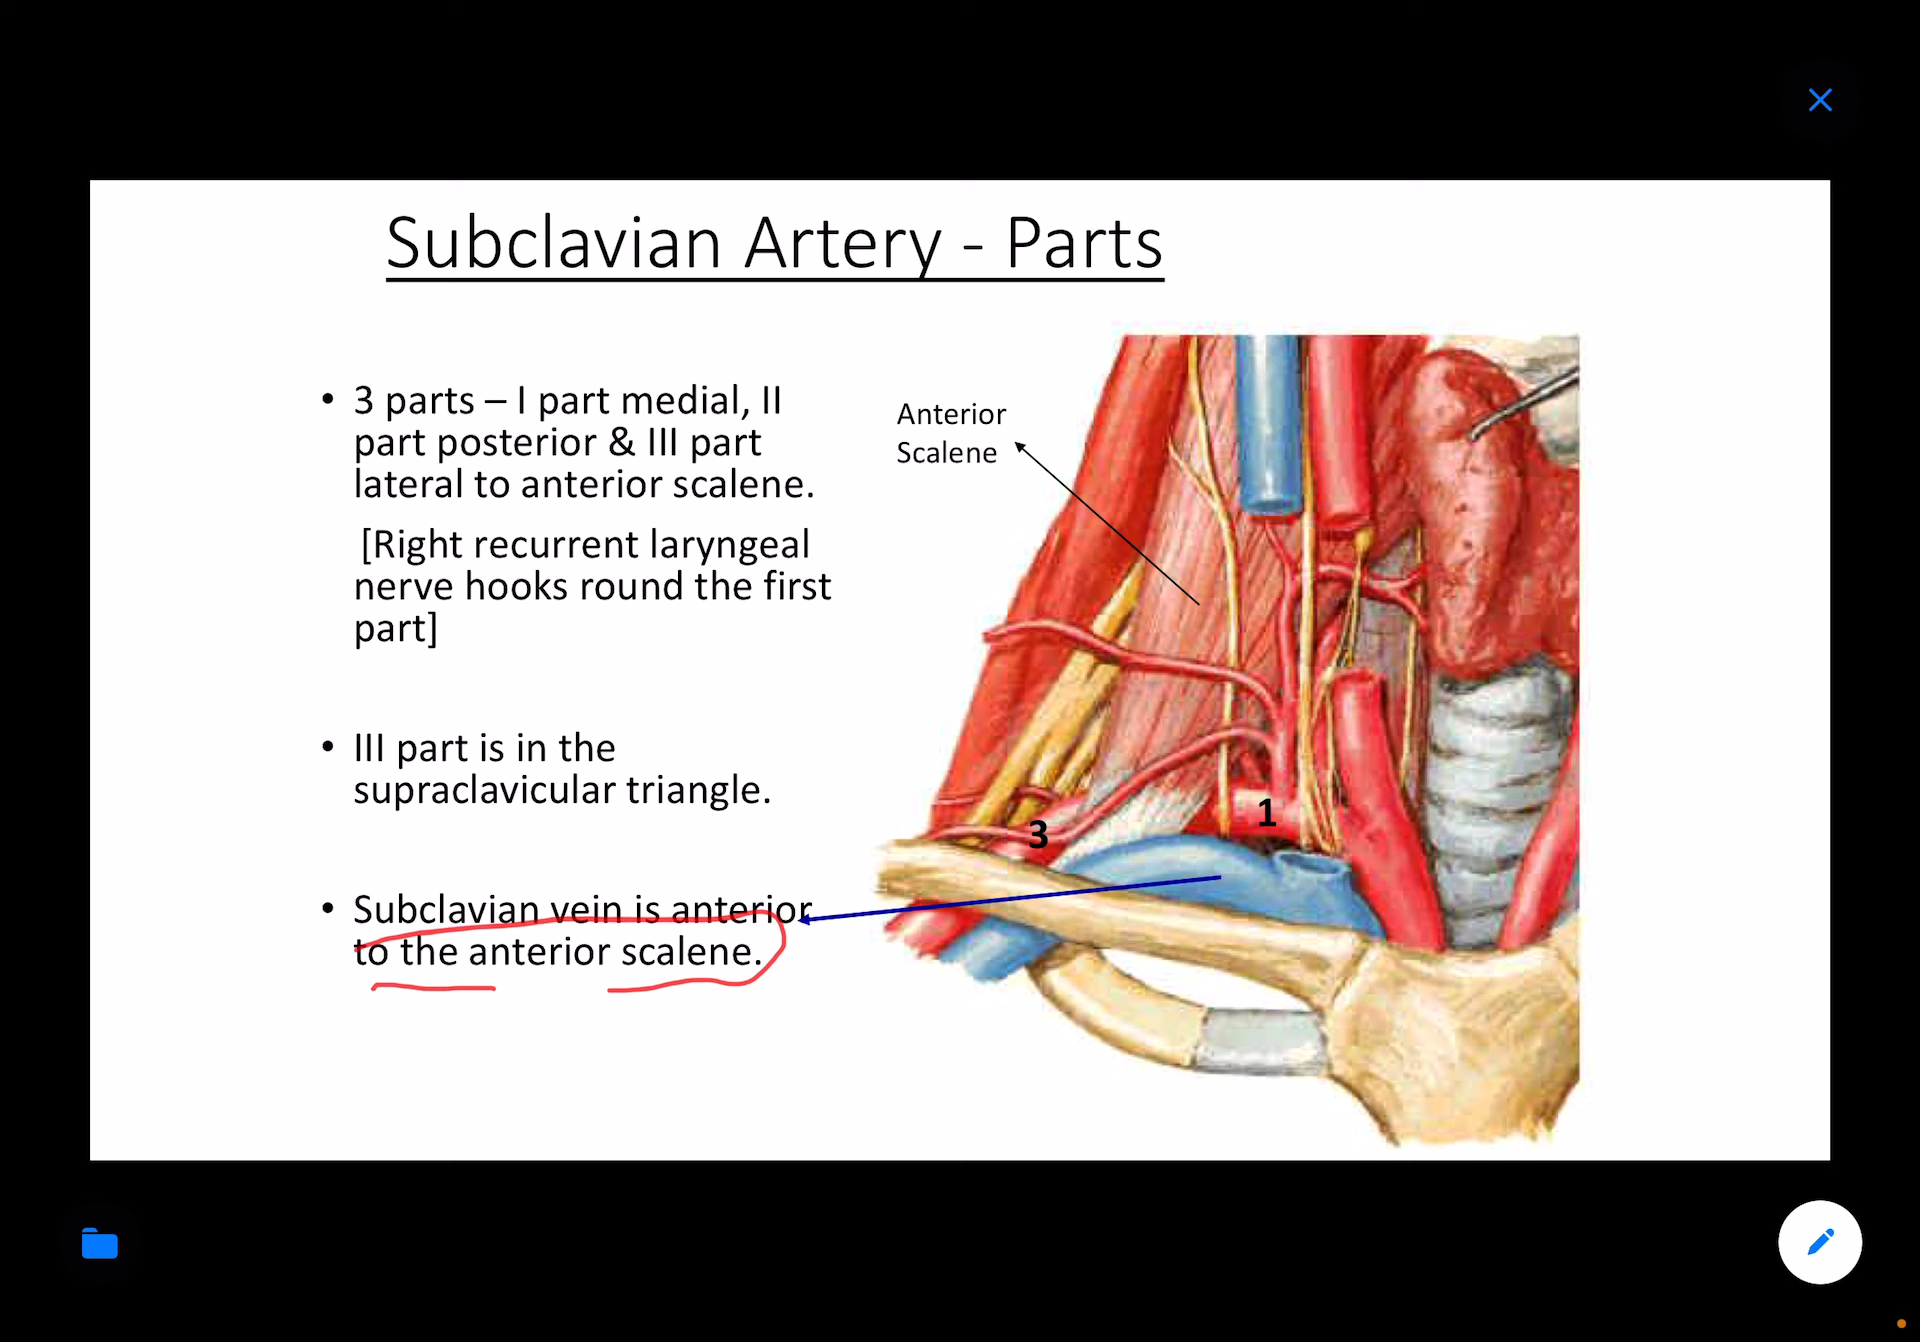 Subclavian Artery - Parts
• 3 parts – I part medial, II
part posterior & III part
lateral to anterior scalene.
[Right recurrent laryngeal
nerve hooks round the first
part]
• III part is in the
supraclavicular triangle.
• Subclavian vein is anterior
to the anterior scalene.
Anterior
Scalene
1
3